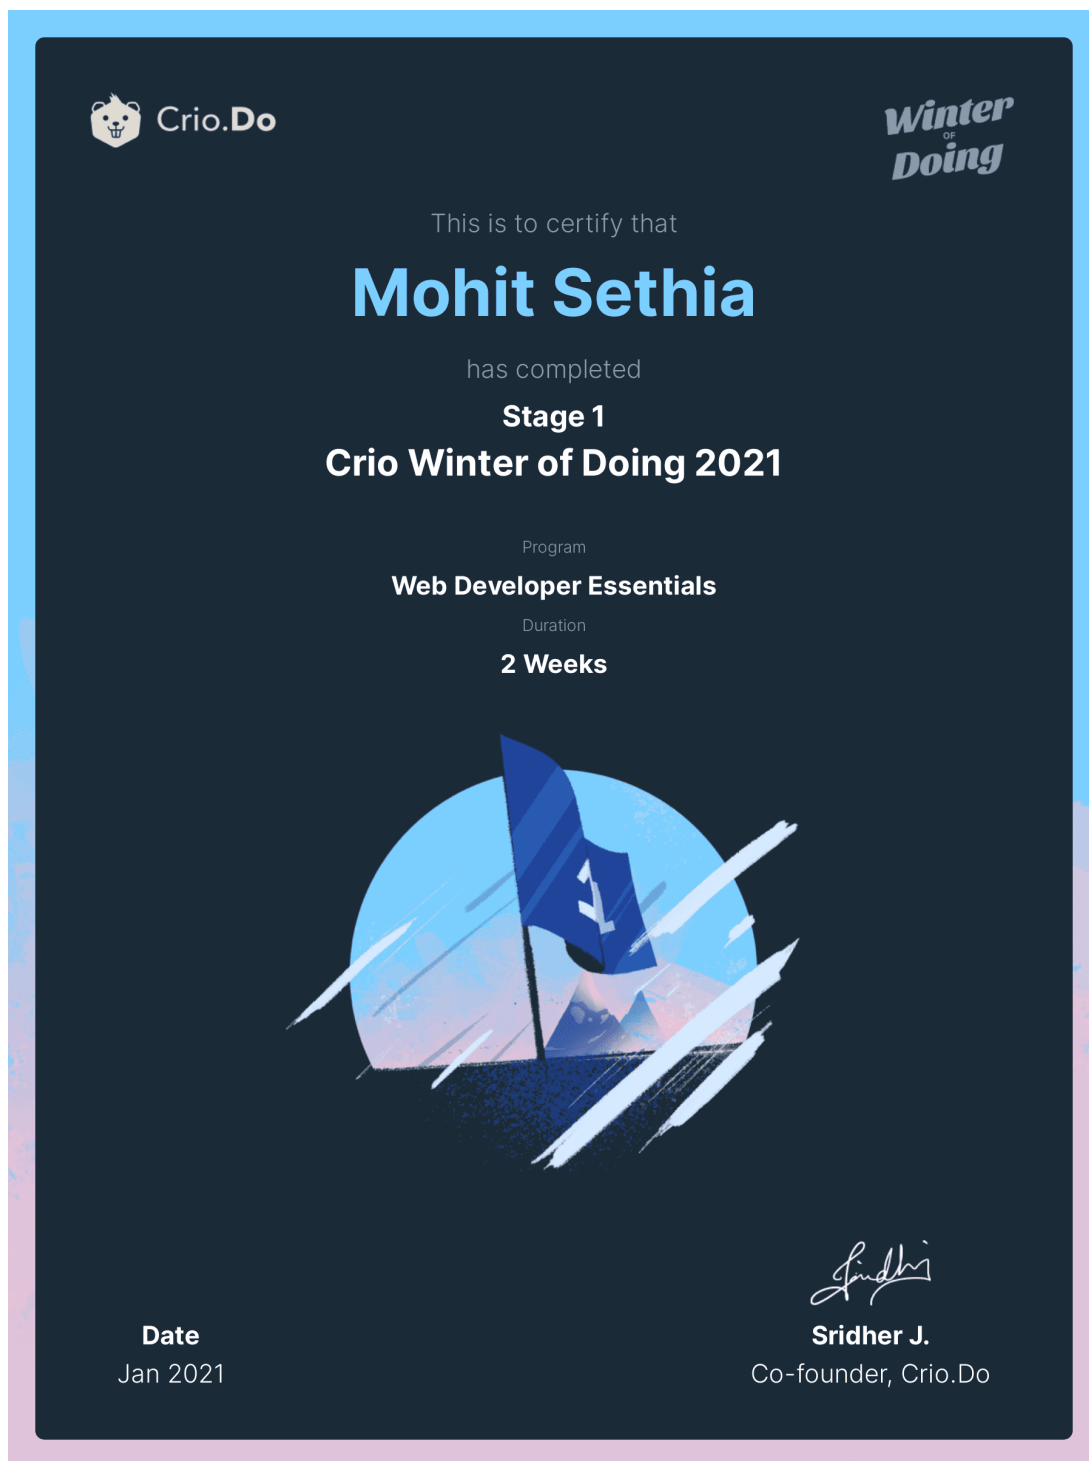 Crio.Do
Winter
OF
Doing
This is to certify that
Mohit Sethia
has completed
Stage 1
Crio Winter of Doing 2021
Program
Web Developer Essentials
Duration
2 Weeks
1
Date
Jan 2021
Sridher J.
Co-founder, Crio.Do